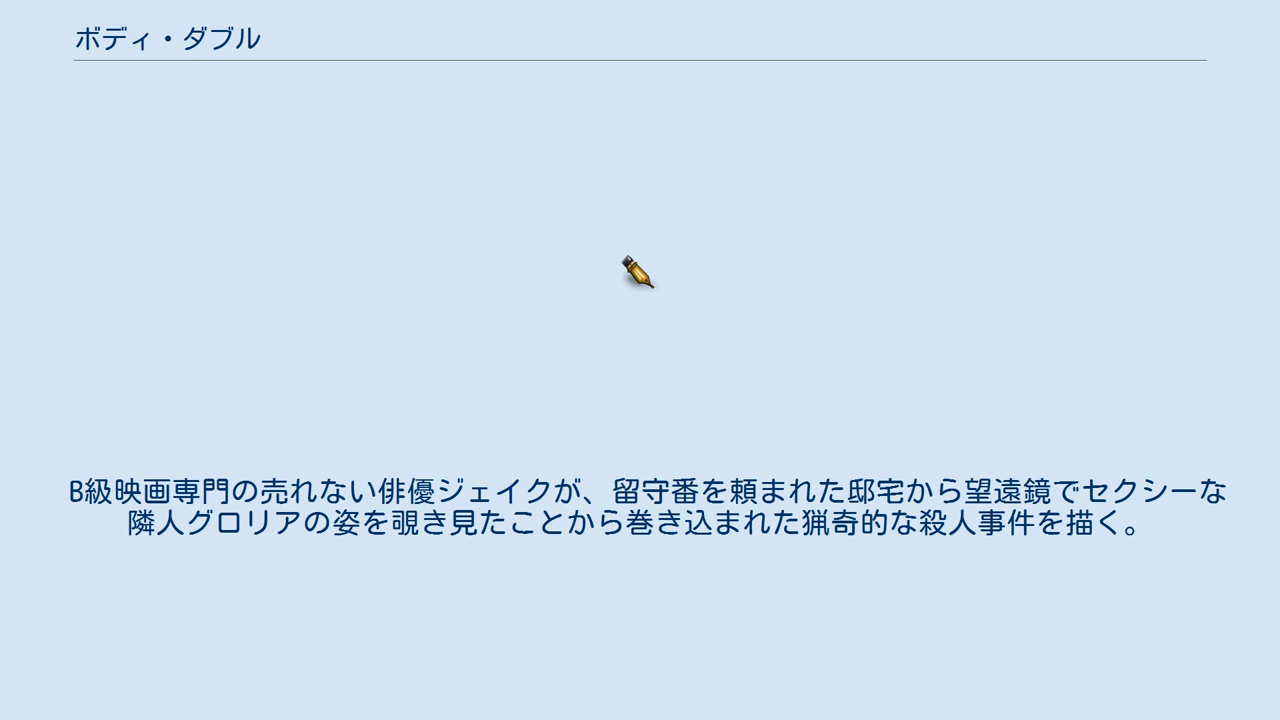 ボディ・ダブル
B級映画専門の売れない俳優ジェイクが、留守番を頼まれた邸宅から望遠鏡でセクシーな
隣人グロリアの姿を覗き見たことから巻き込まれた猟奇的な殺人事件を描く。